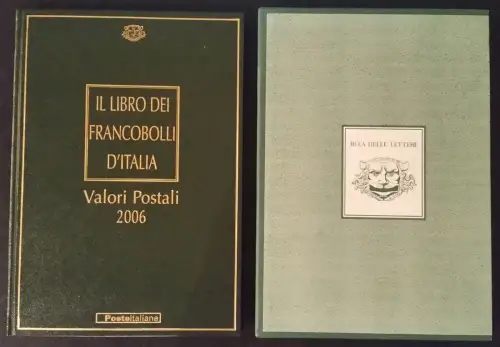 IL LIBRO DEI
FRANCOBOLLI
D'ITALIA
Valori Postali
2006
Posteitaliane
BUCA DELLE LETTERE